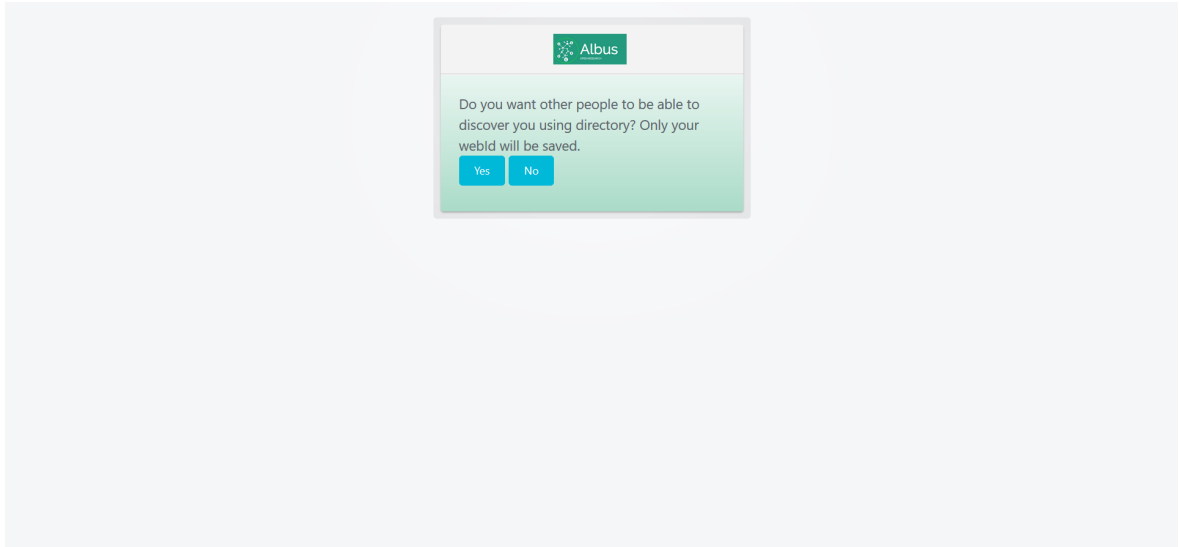 Albus
Do you want other people to be able to
discover you using directory? Only your
webId will be saved.
Yes No